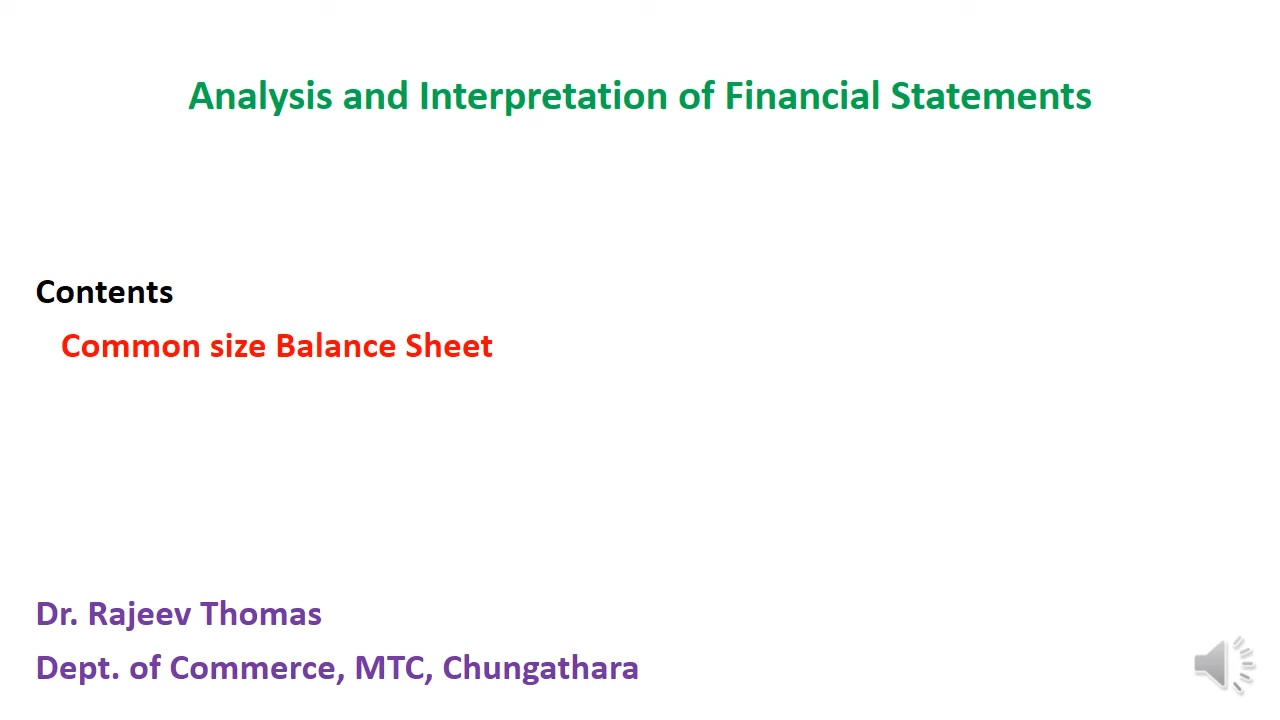 Analysis and Interpretation of Financial Statements
Contents
Common size Balance Sheet
Dr. Rajeev Thomas
Dept. of Commerce, MTC, Chungathara